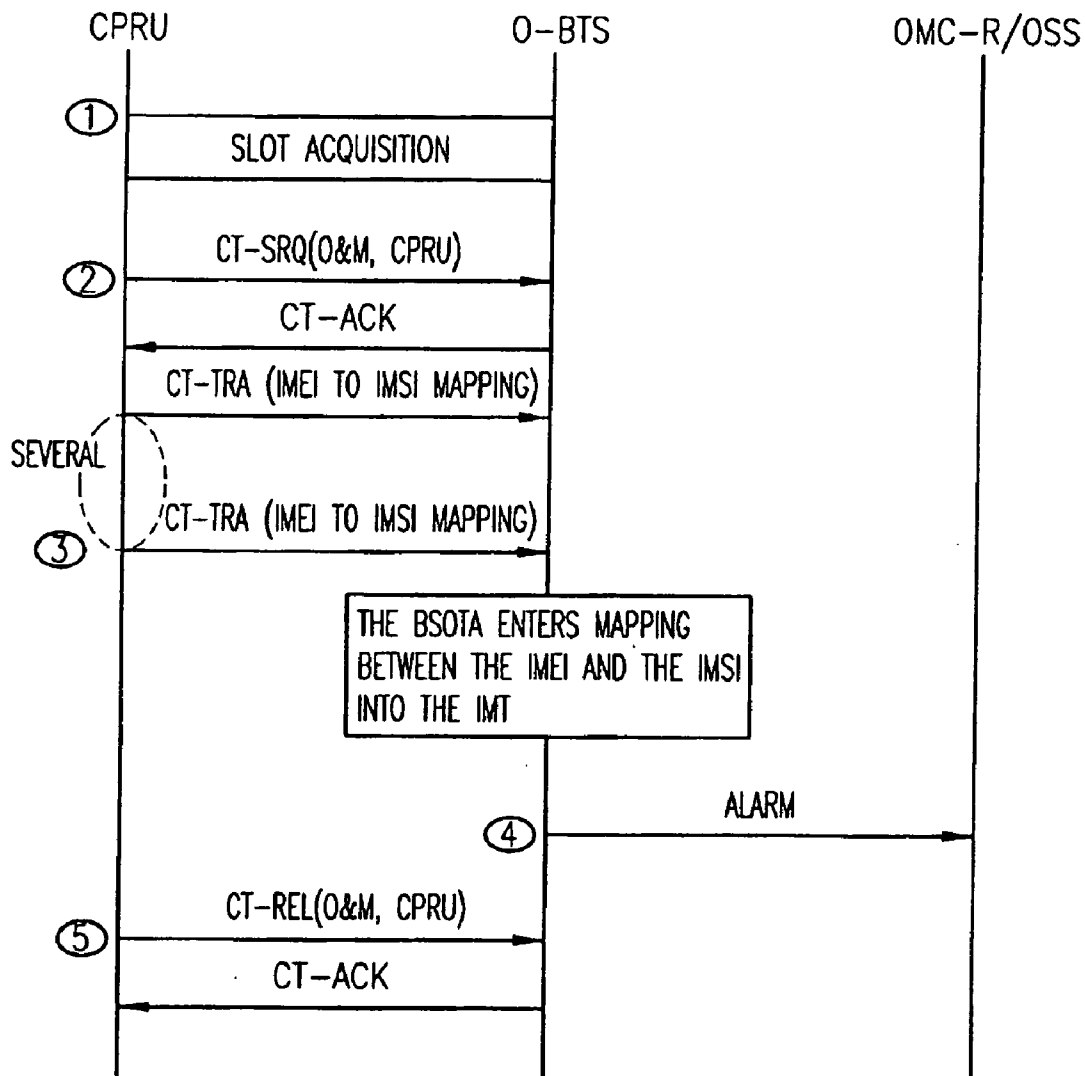 CPRU O-BTS OMC-R/OSS
1
SLOT ACQUISITION
CT-SRQ(O&M, CPRU)
2
CT-ACK
CT-TRA (IMEI TO IMSI MAPPING)
SEVERAL
CT-TRA (IMEI TO IMSI MAPPING)
3
THE BSOTA ENTERS MAPPING
BETWEEN THE IMEI AND THE IMSI
INTO THE IMT
ALARM
4
CT-REL(O&M, CPRU)
5
CT-ACK